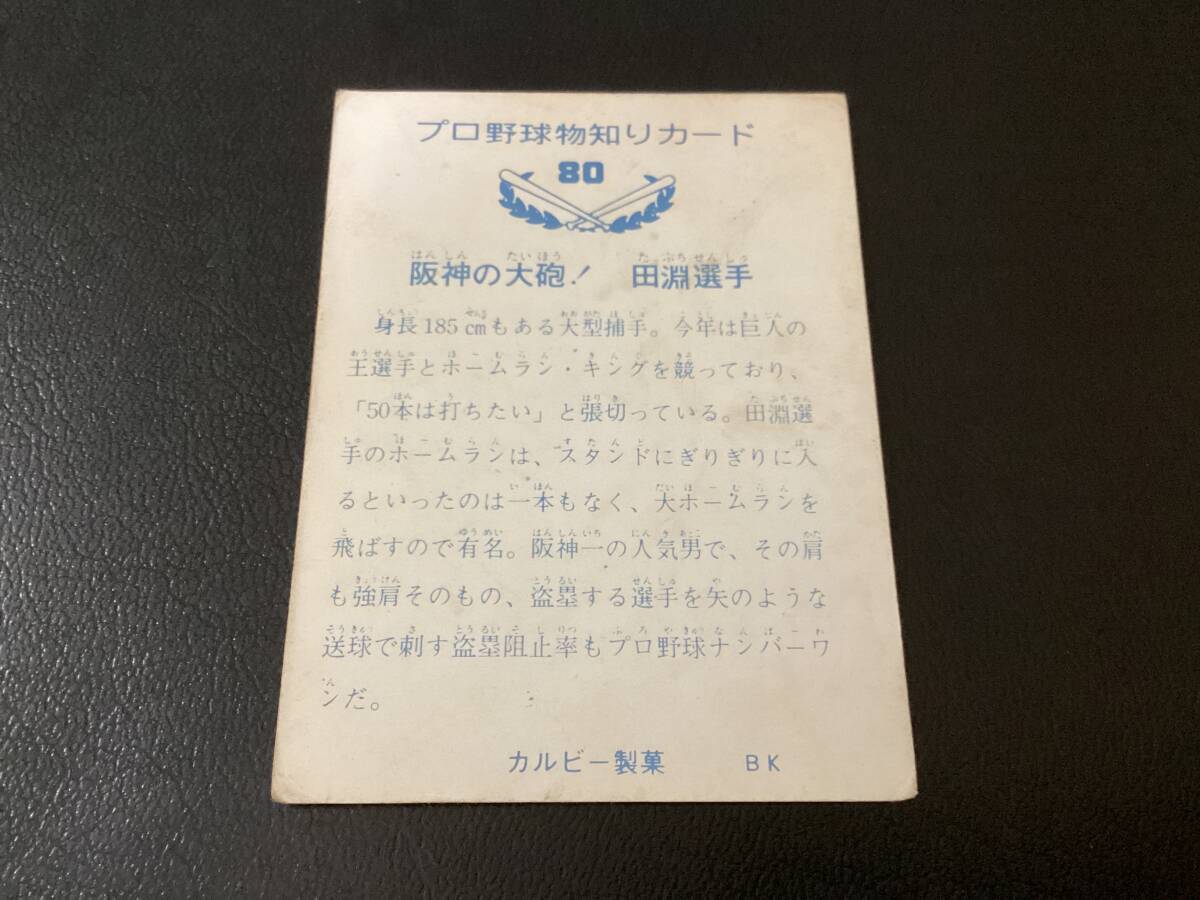 プロ野球物知りカード
80
阪神の大砲！ 田淵選手
身長185㎝もある大型捕手。今年は巨人の
王選手とホームラン・キングを競っており、
「50本は打ちたい」と張切っている。田淵選
手のホームランは、スタンドにぎりぎりに入
るといったのは一本もなく、大ホームランを
飛ばすので有名。阪神一の人気男で、その肩
も強肩そのもの、盗塁する選手を矢のような
送球で刺す盗塁阻止率もプロ野球ナンバーワ
ンだ。
カルビー製菓 BK